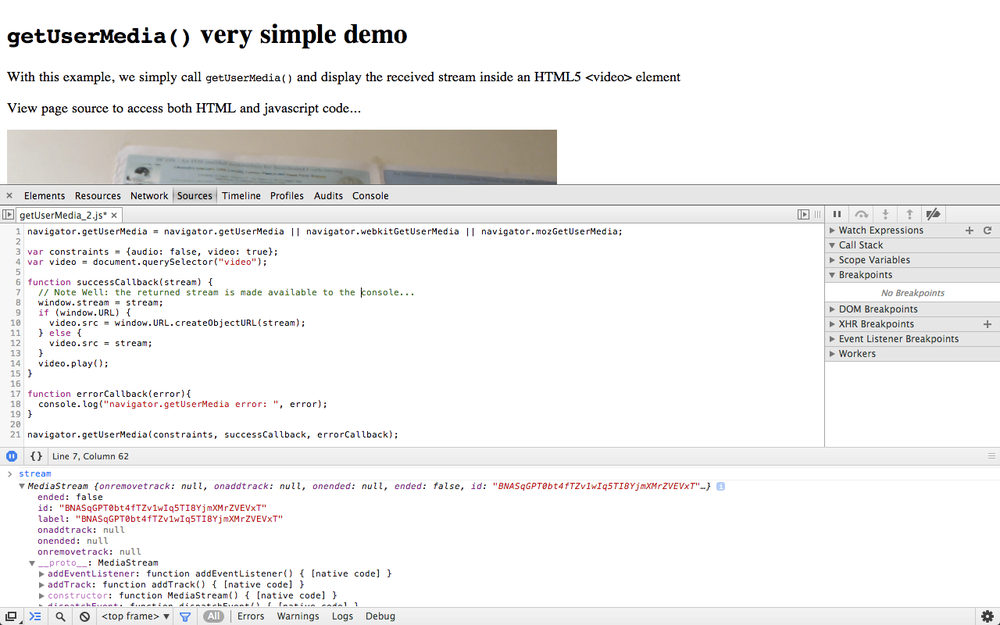 getUserMedia() very simple demo
With this example, we simply call getUserMedia() and display the received stream inside an HTML5 <video> element
View page source to access both HTML and javascript code...
× Elements Resources Network Sources Timeline Profiles Audits Console
getUserMedia_2.js* ×
1 navigator.getUserMedia = navigator.getUserMedia || navigator.webkitGetUserMedia || navigator.mozGetUserMedia;
2
3 var constraints = {audio: false, video: true};
4 var video = document.querySelector("video");
5
6 function successCallback(stream) {
7 // Note Well: the returned stream is made available to the console...
8 window.stream = stream;
9 if (window.URL) {
10 video.src = window.URL.createObjectURL(stream);
11 } else {
12 video.src = stream;
13 }
14 video.play();
15 }
16
17 function errorCallback(error){
18 console.log("navigator.getUserMedia error: ", error);
19 }
20
21 navigator.getUserMedia(constraints, successCallback, errorCallback);
Watch Expressions +
Call Stack
Scope Variables
Breakpoints
No Breakpoints
DOM Breakpoints
XHR Breakpoints +
Event Listener Breakpoints
Workers
{} Line 7, Column 62
> stream
MediaStream {onremovetrack: null, onaddtrack: null, onended: null, ended: false, id: "BNASqGPT0bt4fTZv1wIq5TI8YjmXMrZVEVxT"…}
ended: false
id: "BNASqGPT0bt4fTZv1wIq5TI8YjmXMrZVEVxT"
label: "BNASqGPT0bt4fTZv1wIq5TI8YjmXMrZVEVxT"
onaddtrack: null
onended: null
onremovetrack: null
__proto__: MediaStream
addEventListener: function addEventListener() { [native code] }
addTrack: function addTrack() { [native code] }
constructor: function MediaStream() { [native code] }
dispatchEvent: function dispatchEvent() { [native code] }
<top frame> All Errors Warnings Logs Debug